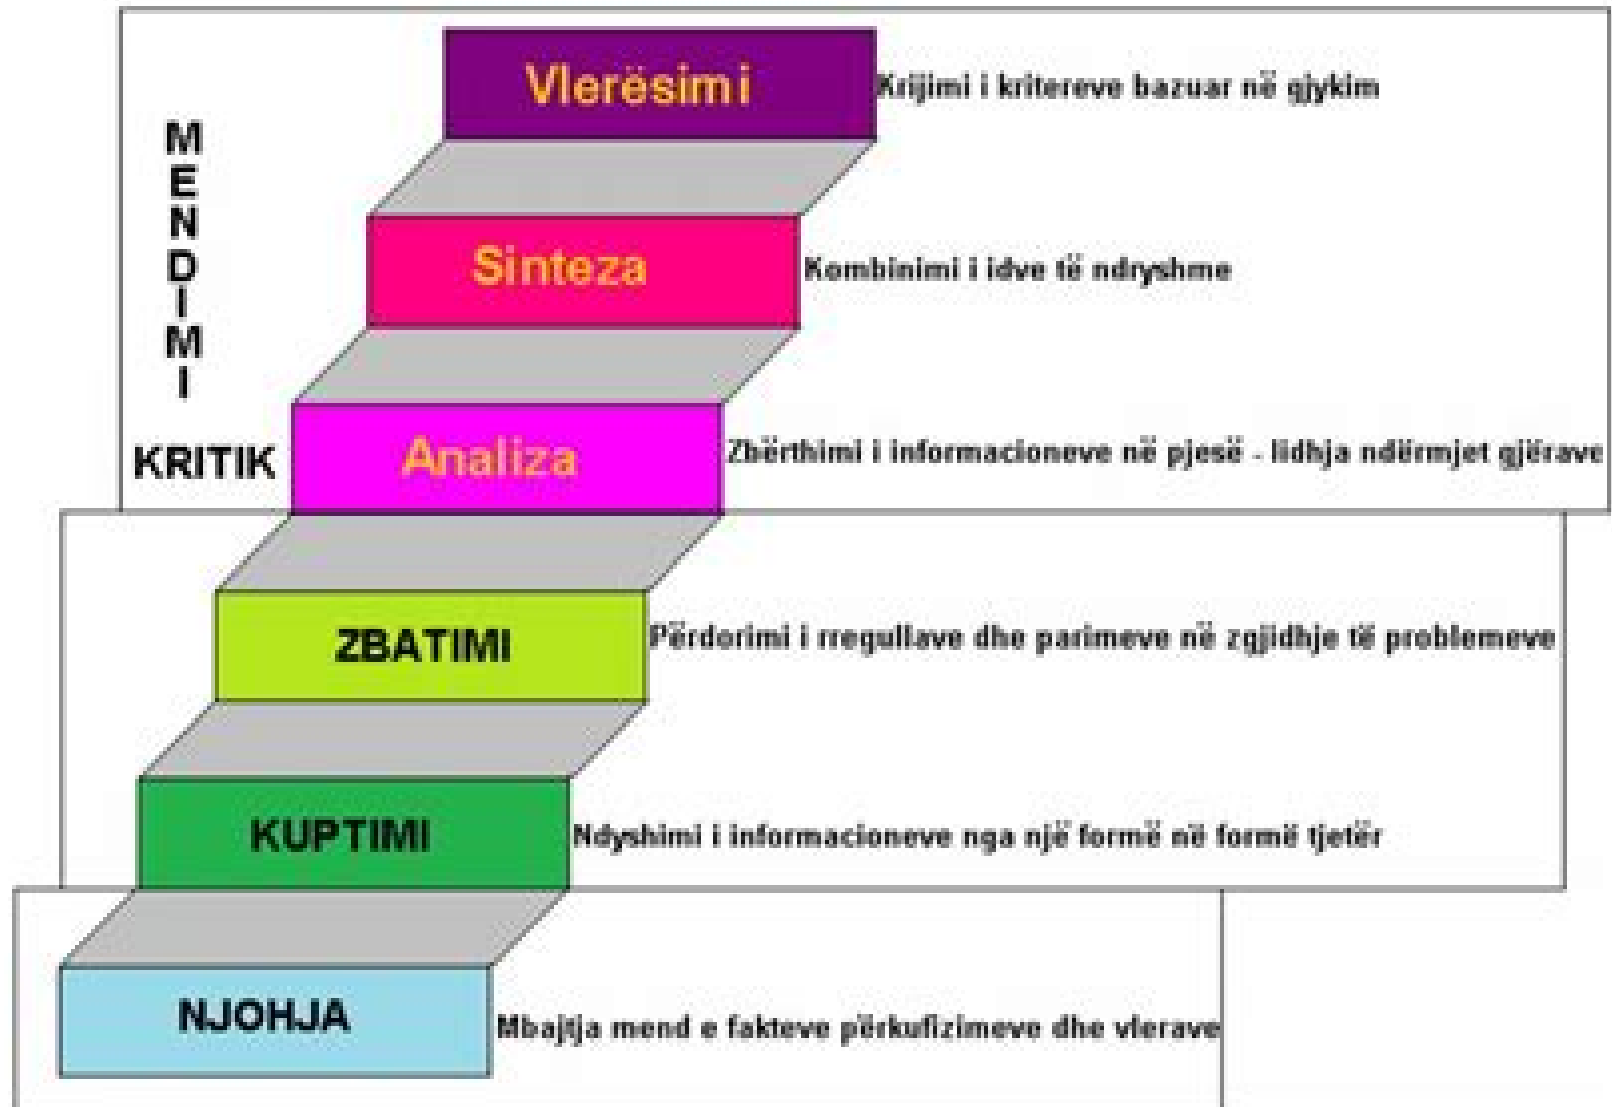 Vlerësimi
Krijimi i kritereve bazuar në gjykim
MENDIMI
Sinteza
Kombinimi i idve të ndryshme
KRITIK
Analiza
Zbërthimi i informacioneve në pjesë - lidhja ndërmjet gjërave
ZBATIMI
Përdorimi i rregullave dhe parimeve në zgjidhje të problemeve
KUPTIMI
Ndyshimi i informacioneve nga një formë në formë tjetër
NJOHJA
Mbajtja mend e fakteve përkufizimeve dhe vlerave